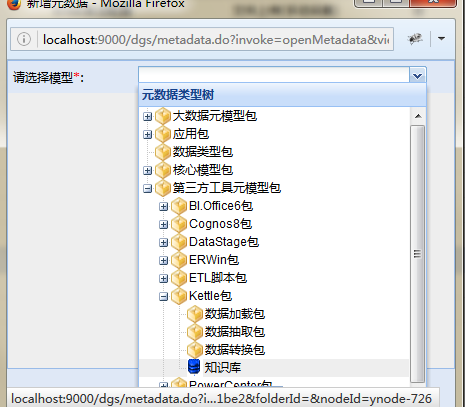 新增元数据 - Mozilla Firefox
localhost:9000/dgs/metadata.do?invoke=openMetadata&vie
请选择模型*:
元数据类型树
大数据元模型包
应用包
数据类型包
核心模型包
第三方工具元模型包
BI.Office6包
Cognos8包
DataStage包
ERWin包
ETL脚本包
Kettle包
数据加载包
数据抽取包
数据转换包
知识库
PowerCenter包
localhost:9000/dgs/metadata.do?i...1be2&folderId=&nodeId=ynode-726